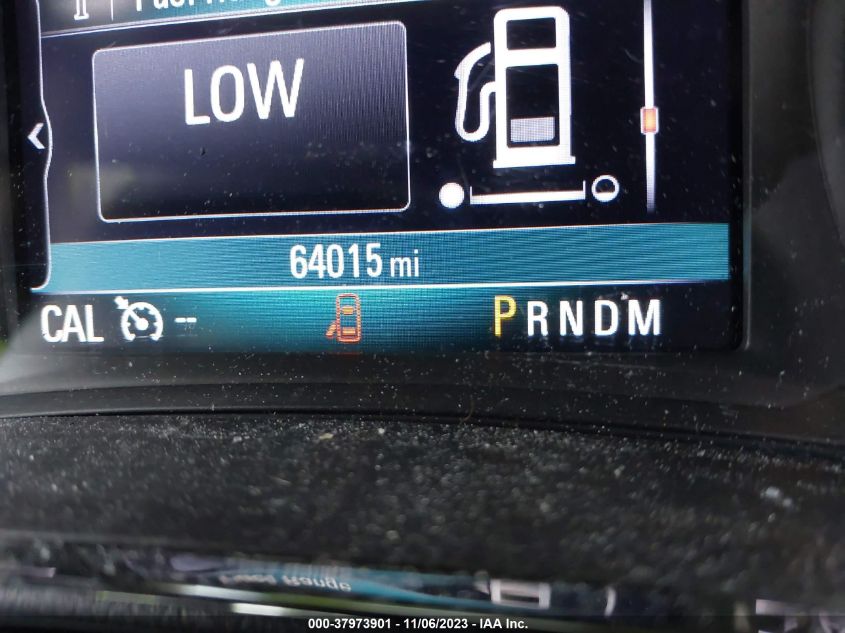 LOW
64015 mi
CAL -- PRNDM
000-37973901 - 11/06/2023 - IAA Inc.